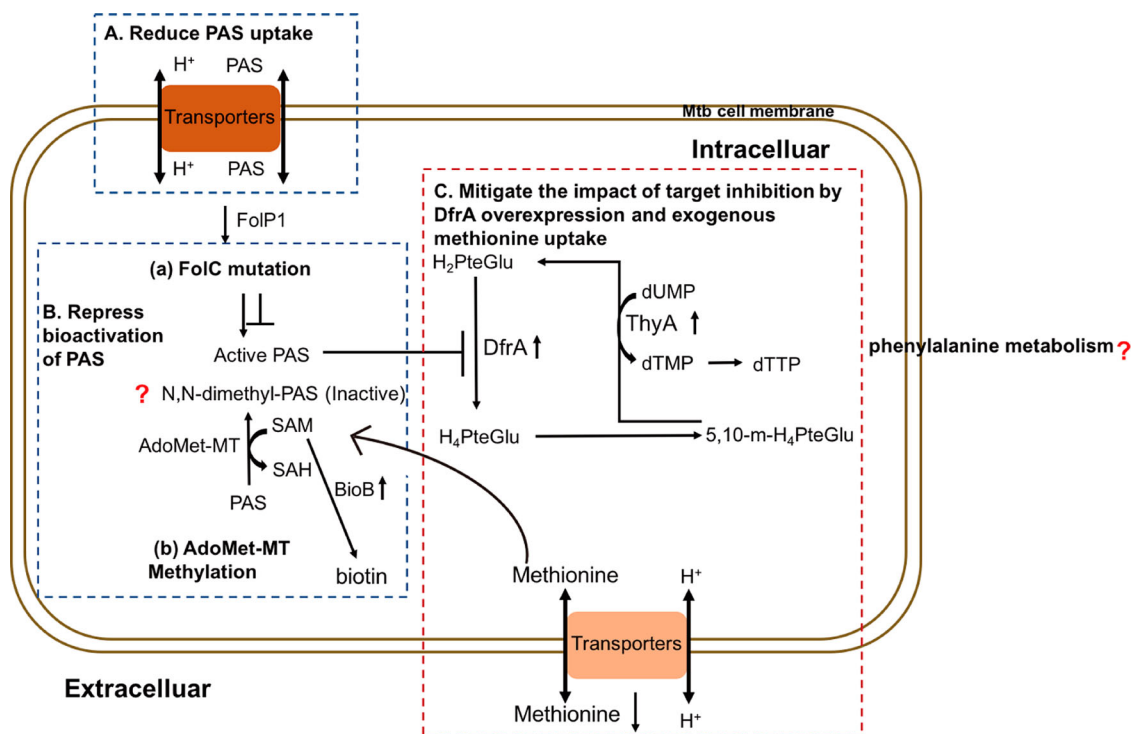 A. Reduce PAS uptake
H+ PAS
Transporters
H+ PAS
Mtb cell membrane
Intracelluar
FolP1
B. Repress
bioactivation
of PAS
(a) FolC mutation
Active PAS
? N,N-dimethyl-PAS (Inactive)
AdoMet-MT
SAM
SAH
PAS
BioB
(b) AdoMet-MT
Methylation
biotin
C. Mitigate the impact of target inhibition by
DfrA overexpression and exogenous
methionine uptake
H2PteGlu
DfrA
H4PteGlu
dUMP
ThyA
dTMP
dTTP
5,10-m-H4PteGlu
phenylalanine metabolism ?
Methionine H+
Transporters
Methionine H+
Extracelluar